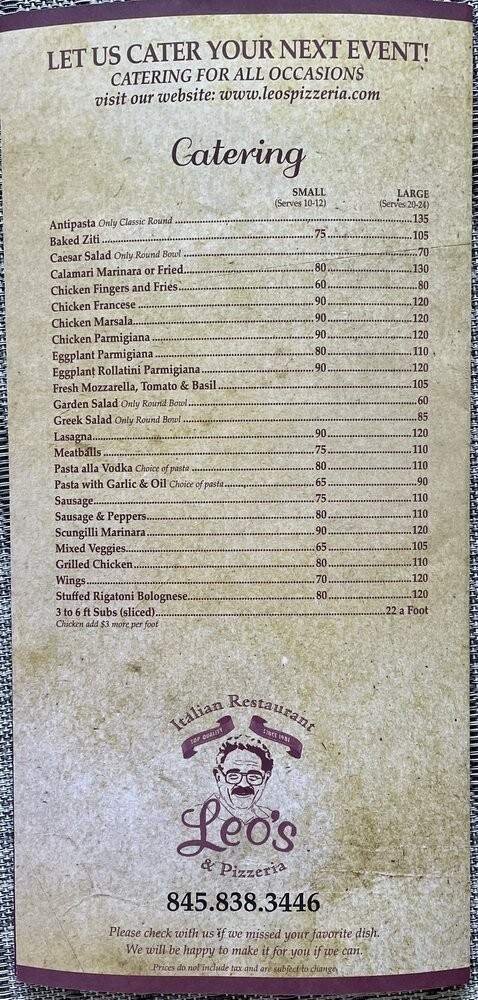 LET US CATER YOUR NEXT EVENT!
CATERING FOR ALL OCCASIONS
visit our website: www.leospizzeria.com
Catering
SMALL LARGE
(Serves 10-12) (Serves 20-24)
Antipasta Only Classic Round 135
Baked Ziti 75 105
Caesar Salad Only Round Bowl 70
Calamari Marinara or Fried 80 130
Chicken Fingers and Fries 60 80
Chicken Francese 90 120
Chicken Marsala 90 120
Chicken Parmigiana 90 120
Eggplant Parmigiana 80 110
Eggplant Rollatini Parmigiana 90 120
Fresh Mozzarella, Tomato & Basil 105
Garden Salad Only Round Bowl 60
Greek Salad Only Round Bowl 85
Lasagna 90 120
Meatballs 75 110
Pasta alla Vodka Choice of pasta 80 110
Pasta with Garlic & Oil Choice of pasta 65 90
Sausage 75 110
Sausage & Peppers 80 110
Scungilli Marinara 90 120
Mixed Veggies 65 105
Grilled Chicken 80 110
Wings 70 120
Stuffed Rigatoni Bolognese 80 120
3 to 6 ft Subs (sliced) 22 a Foot
Chicken add $3 more per foot
Italian Restaurant
TOP QUALITY SINCE 1981
Leo's
& Pizzeria
845.838.3446
Please check with us if we missed your favorite dish.
We will be happy to make it for you if we can.
Prices do not include tax and are subject to change.